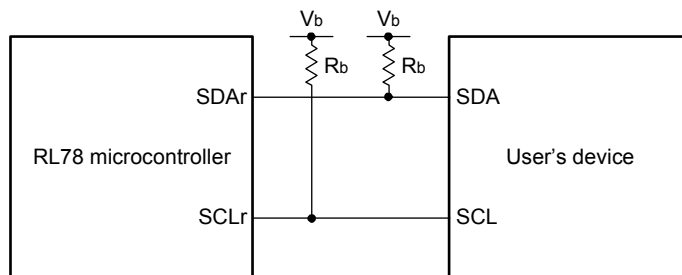 Vb Vb
Rb Rb
SDAr SDA
RL78 microcontroller User's device
SCLr SCL